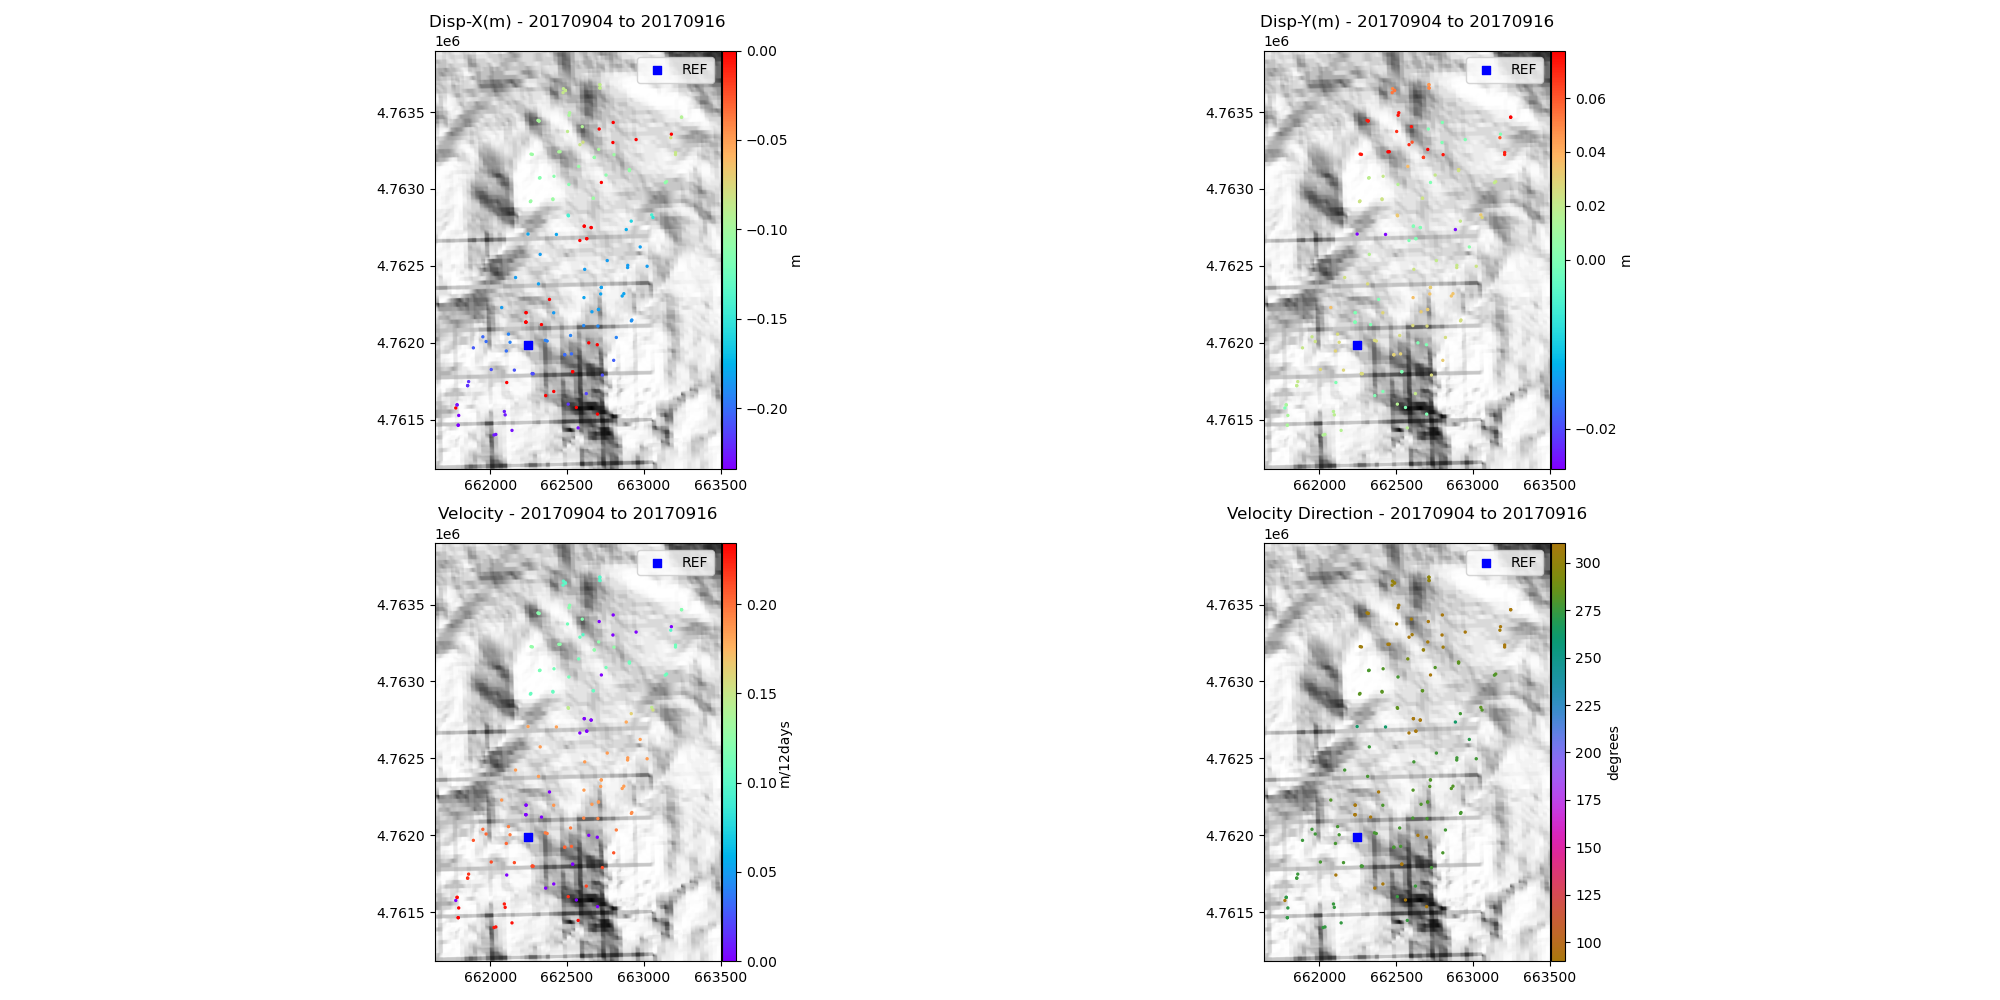 Disp-X(m) - 20170904 to 20170916
1e6
REF
4.7635
4.7630
4.7625
4.7620
4.7615
662000 662500 663000 663500
0.00
−0.05
−0.10
−0.15
−0.20
m
Disp-Y(m) - 20170904 to 20170916
1e6
REF
4.7635
4.7630
4.7625
4.7620
4.7615
662000 662500 663000 663500
0.06
0.04
0.02
0.00
−0.02
m
Velocity - 20170904 to 20170916
1e6
REF
4.7635
4.7630
4.7625
4.7620
4.7615
662000 662500 663000 663500
0.20
0.15
0.10
0.05
0.00
m/12days
Velocity Direction - 20170904 to 20170916
1e6
REF
4.7635
4.7630
4.7625
4.7620
4.7615
662000 662500 663000 663500
300
275
250
225
200
175
150
125
100
degrees